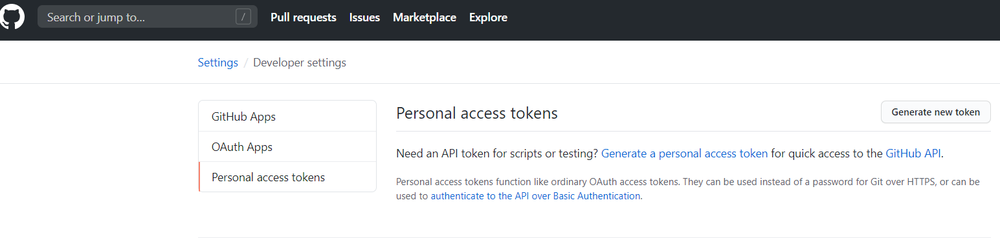 Search or jump to... / Pull requests Issues Marketplace Explore
Settings / Developer settings
GitHub Apps
OAuth Apps
Personal access tokens
Personal access tokens Generate new token
Need an API token for scripts or testing? Generate a personal access token for quick access to the GitHub API.
Personal access tokens function like ordinary OAuth access tokens. They can be used instead of a password for Git over HTTPS, or can be
used to authenticate to the API over Basic Authentication.